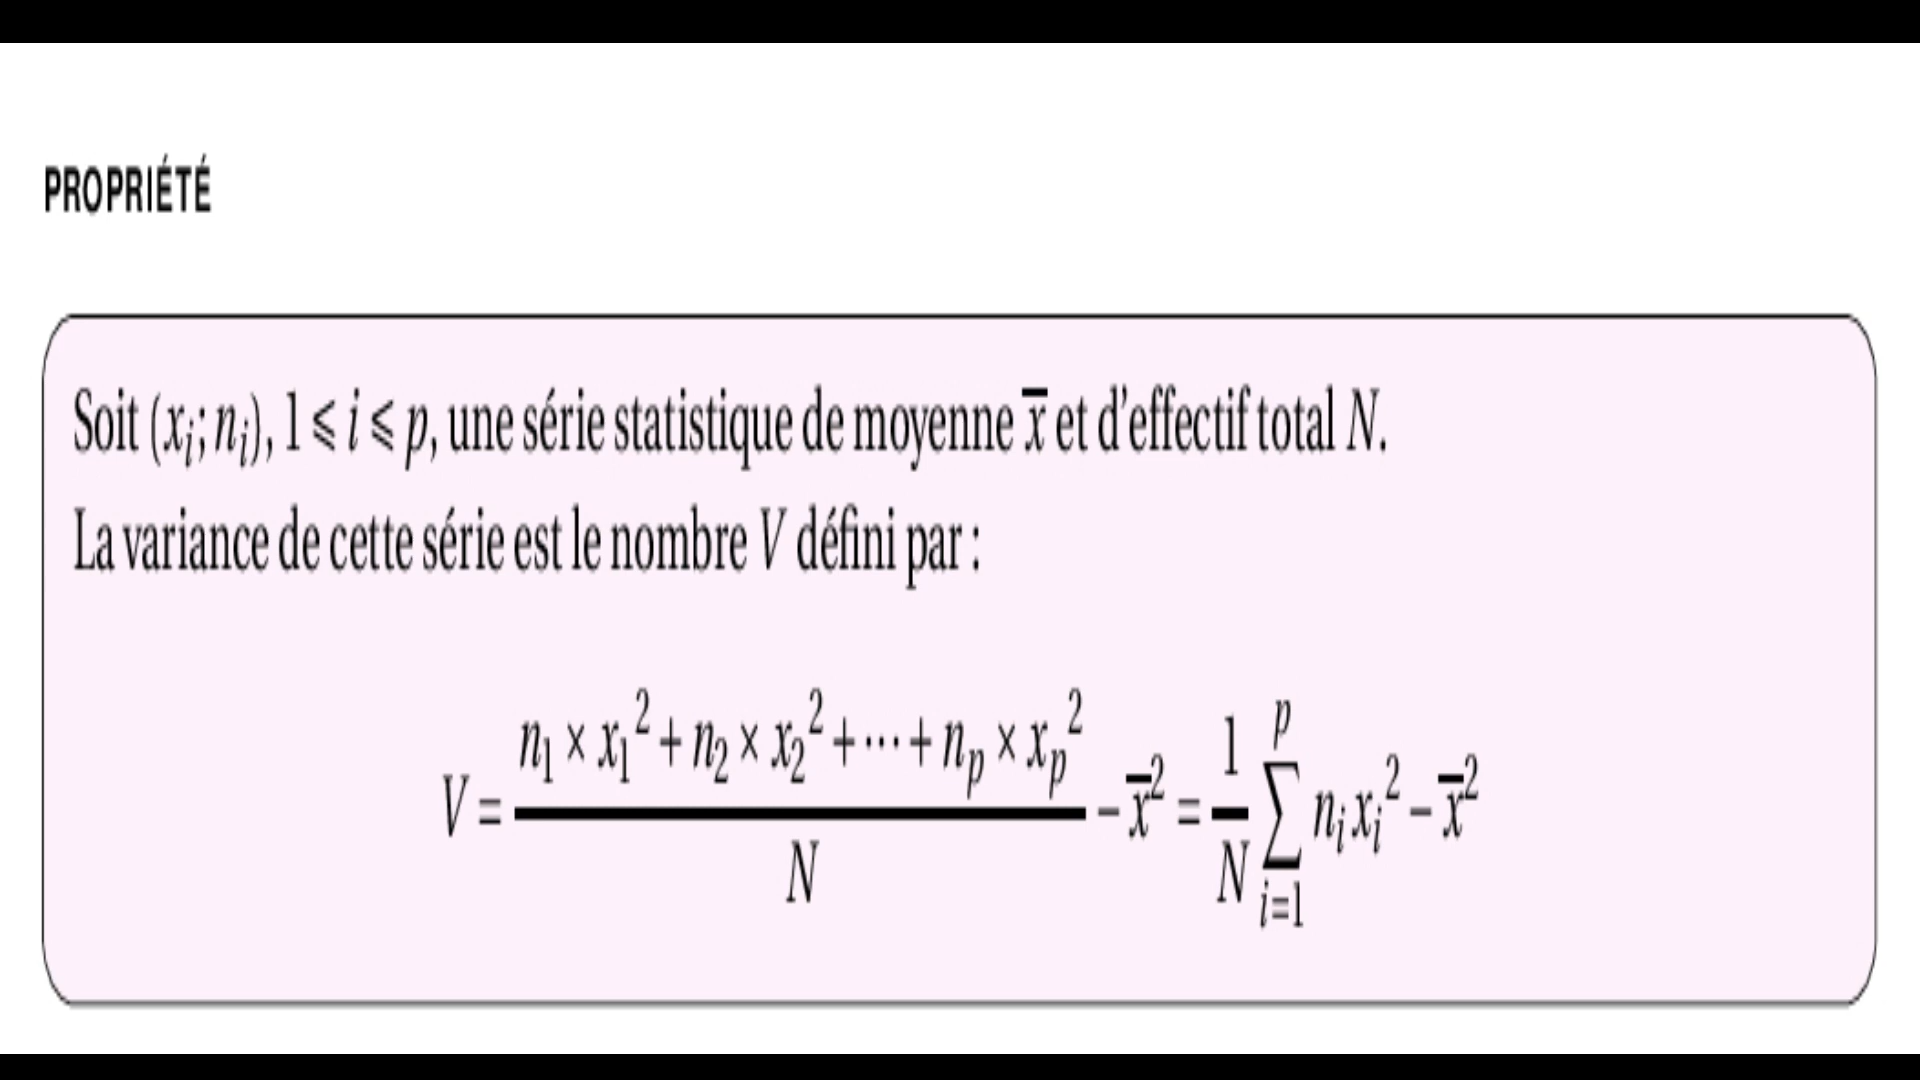 PROPRIÉTÉ
Soit (xᵢ; nᵢ), 1 ⩽ i ⩽ p, une série statistique de moyenne x̄ et d’effectif total N.
La variance de cette série est le nombre V défini par :
V = (n₁ × x₁² + n₂ × x₂² + ⋯ + nₚ × xₚ²) / N − x̄² = 1/N ∑ᵢ₌₁ᵖ nᵢxᵢ² − x̄²